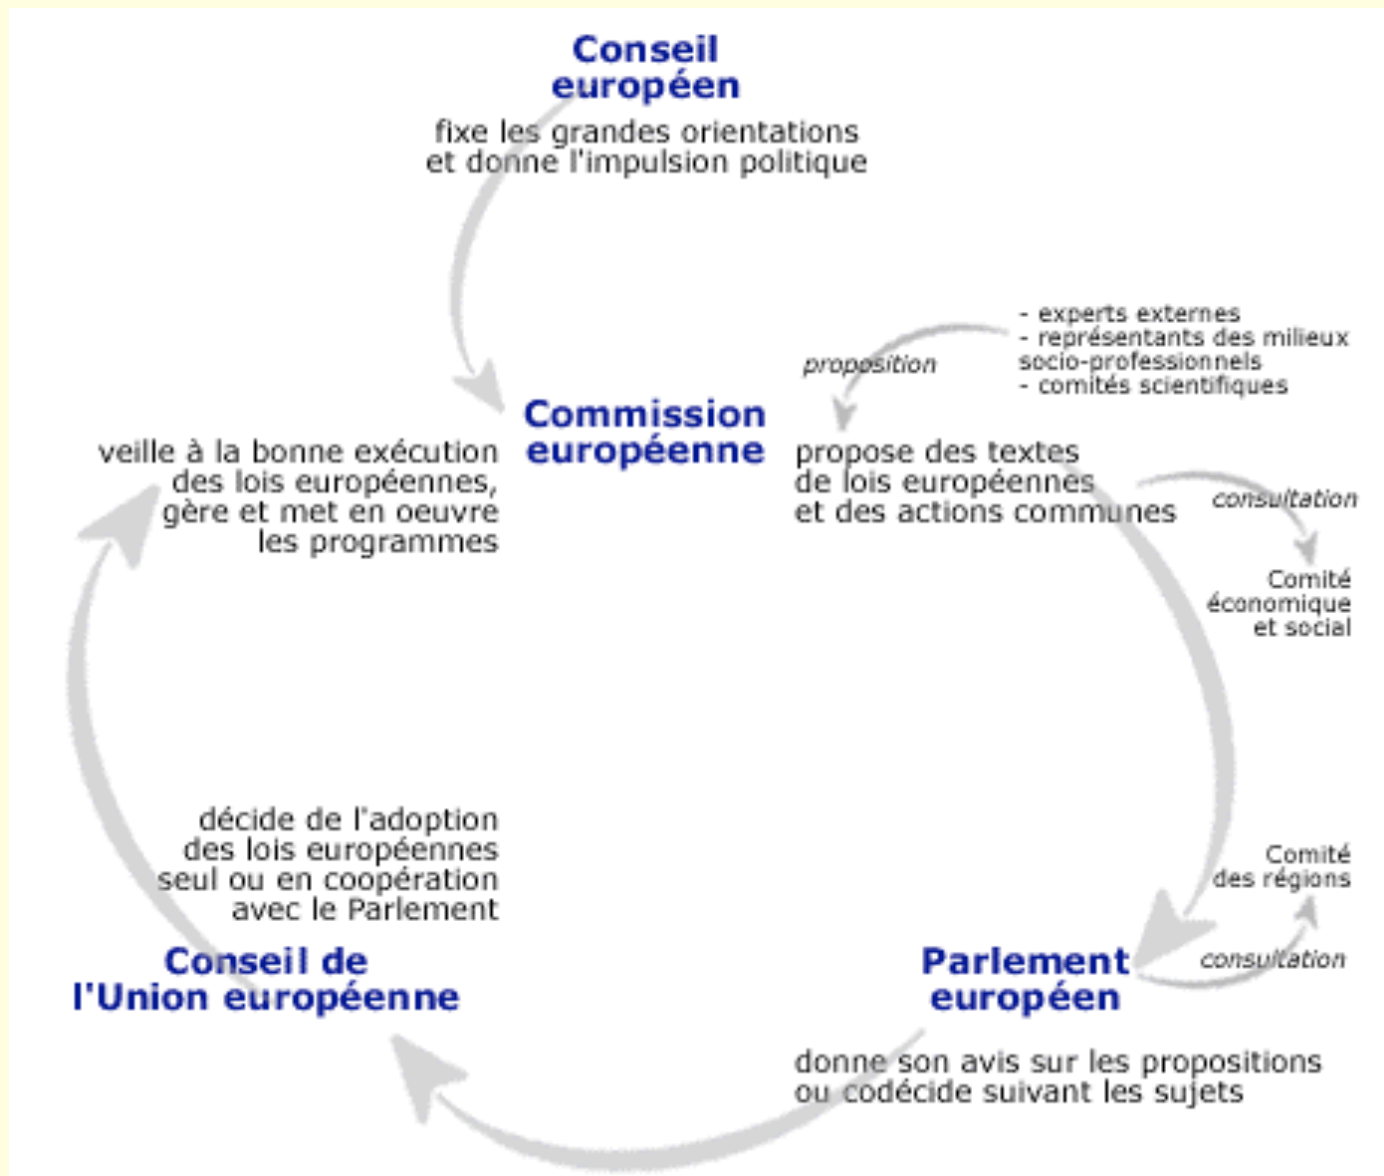 Conseil
européen
fixe les grandes orientations
et donne l'impulsion politique
- experts externes
- représentants des milieux
socio-professionnels
- comités scientifiques
proposition
Commission
européenne
veille à la bonne exécution
des lois européennes,
gère et met en oeuvre
les programmes
propose des textes
de lois européennes
et des actions communes
consultation
Comité
économique
et social
décide de l'adoption
des lois européennes
seul ou en coopération
avec le Parlement
Conseil de
l'Union européenne
Comité
des régions
consultation
Parlement
européen
donne son avis sur les propositions
ou codécide suivant les sujets